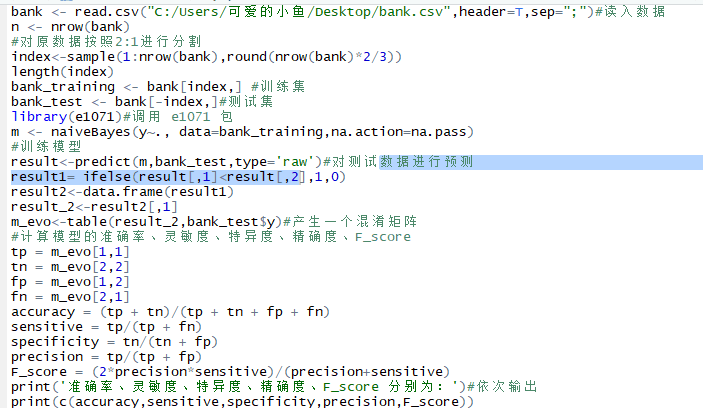 bank <- read.csv("C:/Users/可爱的小鱼/Desktop/bank.csv",header=T,sep=";")#读入数据
n <- nrow(bank)
#对原数据按照2:1进行分割
index<-sample(1:nrow(bank),round(nrow(bank)*2/3))
length(index)
bank_training <- bank[index,] #训练集
bank_test <- bank[-index,]#测试集
library(e1071)#调用 e1071 包
m <- naiveBayes(y~., data=bank_training,na.action=na.pass)
#训练模型
result<-predict(m,bank_test,type='raw')#对测试数据进行预测
result1= ifelse(result[,1]<result[,2],1,0)
result2<-data.frame(result1)
result_2<-result2[,1]
m_evo<-table(result_2,bank_test$y)#产生一个混淆矩阵
#计算模型的准确率、灵敏度、特异度、精确度、F_score
tp = m_evo[1,1]
tn = m_evo[2,2]
fp = m_evo[1,2]
fn = m_evo[2,1]
accuracy = (tp + tn)/(tp + tn + fp + fn)
sensitive = tp/(tp + fn)
specificity = tn/(tn + fp)
precision = tp/(tp + fp)
F_score = (2*precision*sensitive)/(precision+sensitive)
print('准确率、灵敏度、特异度、精确度、F_score 分别为：')#依次输出
print(c(accuracy,sensitive,specificity,precision,F_score))